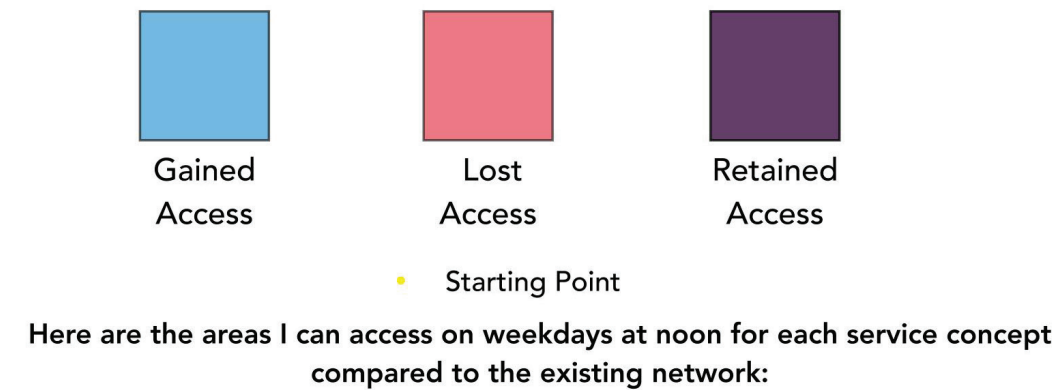 Gained Access
Lost Access
Retained Access
Starting Point
Here are the areas I can access on weekdays at noon for each service concept
compared to the existing network: